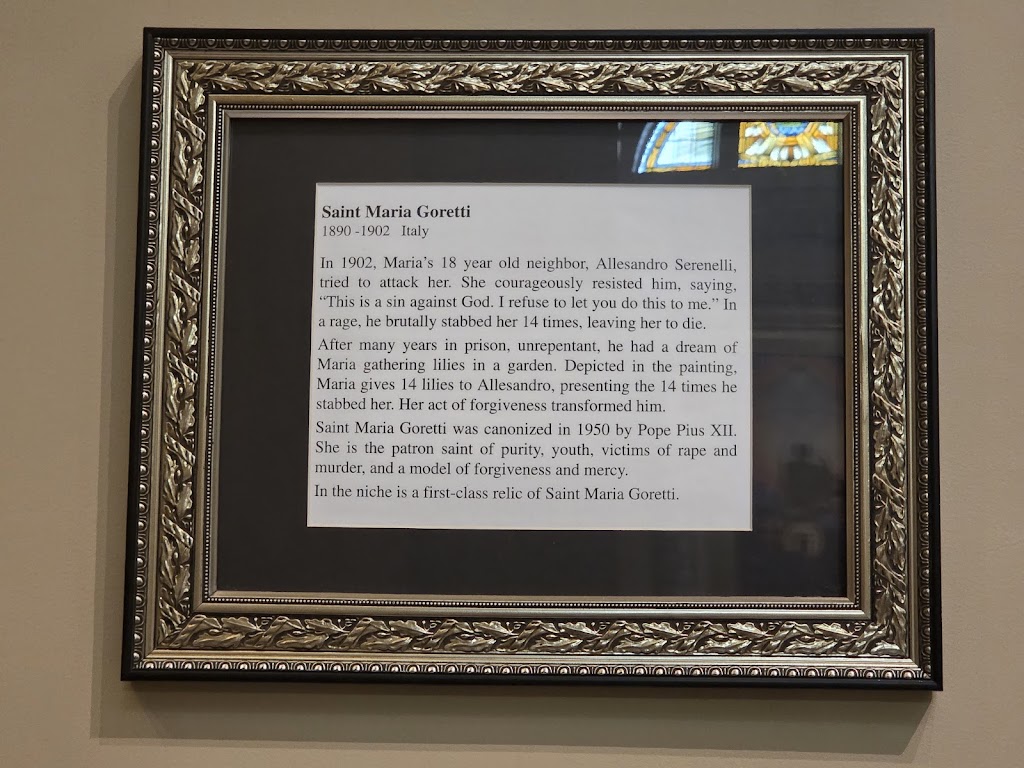 Saint Maria Goretti
1890 -1902 Italy
In 1902, Maria's 18 year old neighbor, Allesandro Serenelli,
tried to attack her. She courageously resisted him, saying,
“This is a sin against God. I refuse to let you do this to me.” In
a rage, he brutally stabbed her 14 times, leaving her to die.
After many years in prison, unrepentant, he had a dream of
Maria gathering lilies in a garden. Depicted in the painting,
Maria gives 14 lilies to Allesandro, presenting the 14 times he
stabbed her. Her act of forgiveness transformed him.
Saint Maria Goretti was canonized in 1950 by Pope Pius XII.
She is the patron saint of purity, youth, victims of rape and
murder, and a model of forgiveness and mercy.
In the niche is a first-class relic of Saint Maria Goretti.